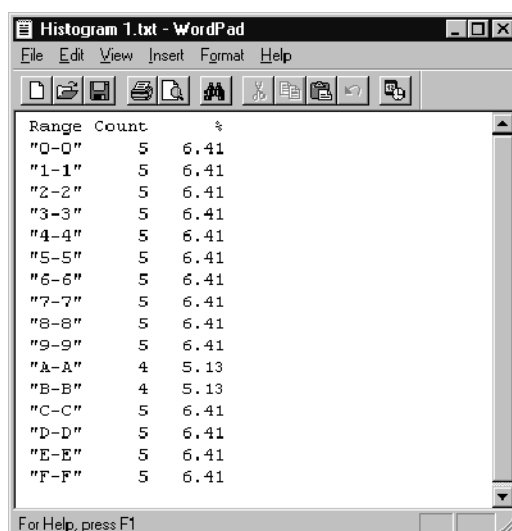 Histogram 1.txt - WordPad
File Edit View Insert Format Help
Range Count %
"0-0" 5 6.41
"1-1" 5 6.41
"2-2" 5 6.41
"3-3" 5 6.41
"4-4" 5 6.41
"5-5" 5 6.41
"6-6" 5 6.41
"7-7" 5 6.41
"8-8" 5 6.41
"9-9" 5 6.41
"A-A" 4 5.13
"B-B" 4 5.13
"C-C" 5 6.41
"D-D" 5 6.41
"E-E" 5 6.41
"F-F" 5 6.41
For Help, press F1